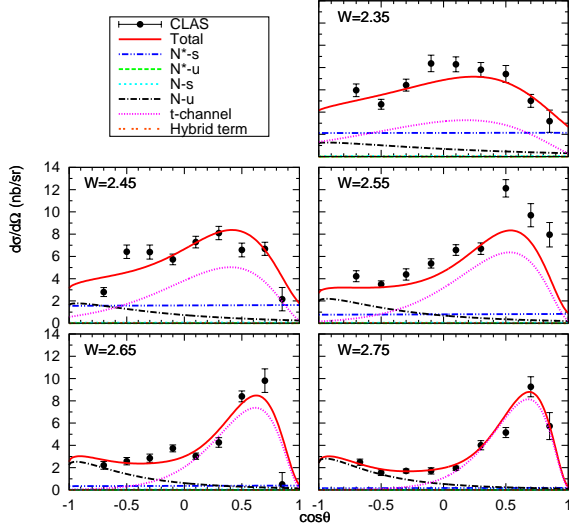 CLAS
Total
N*-s
N*-u
N-s
N-u
t-channel
Hybrid term
W=2.35
dσ/dΩ (nb/sr)
14
12
10
8
6
4
2
0
W=2.45
W=2.55
14
12
10
8
6
4
2
0
W=2.65
W=2.75
-1 -0.5 0 0.5 1
-1 -0.5 0 0.5 1
cosθ